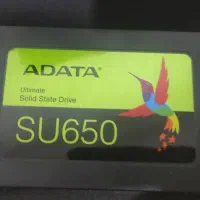 ADATA
Ultimate
Solid State Drive
SU650